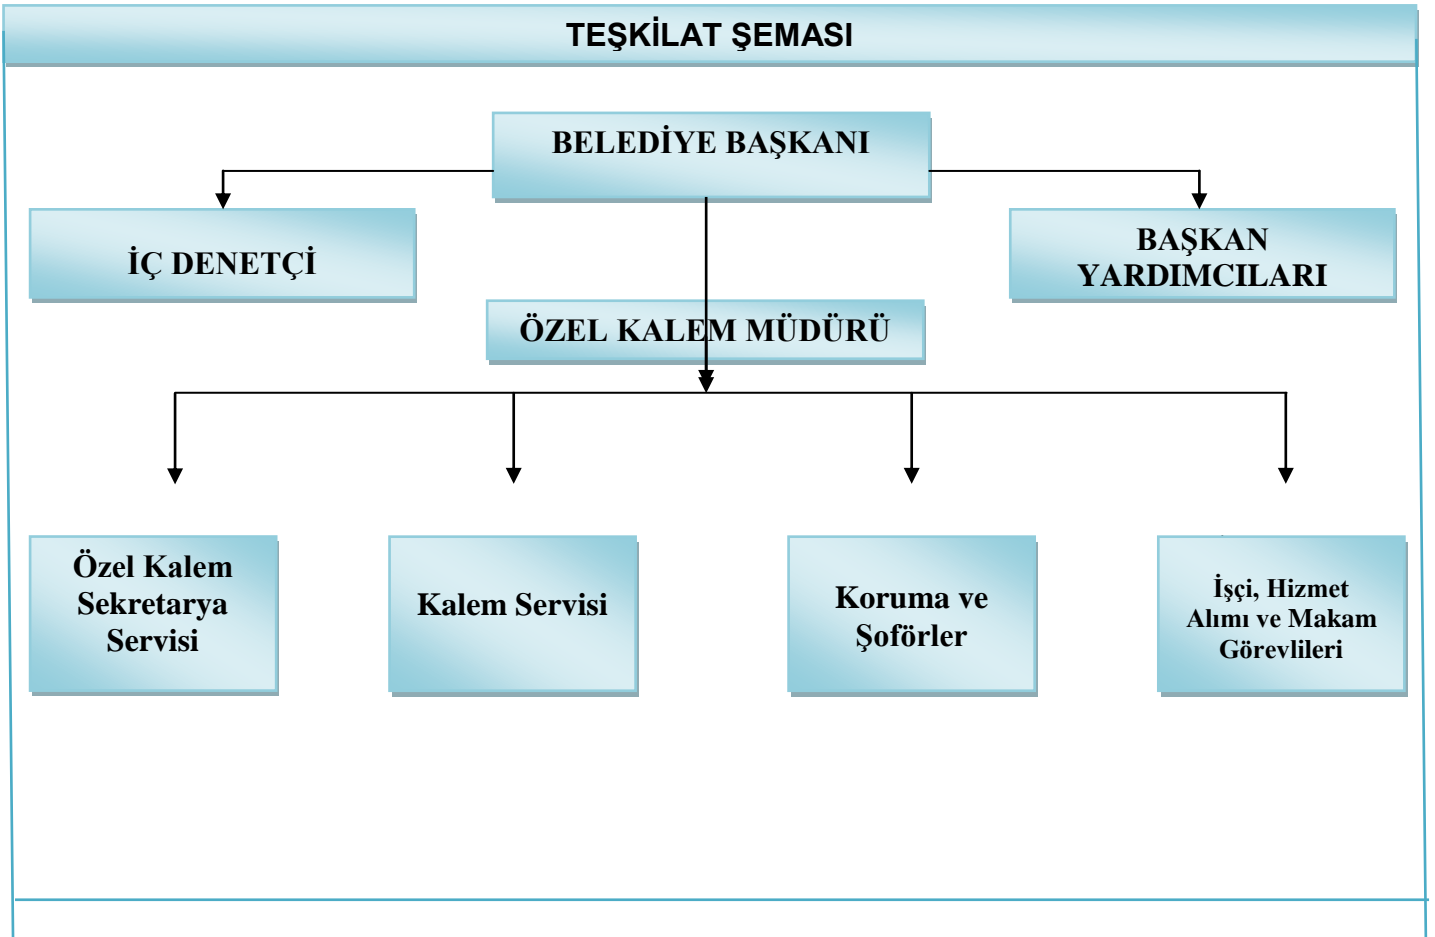 TEŞKİLAT ŞEMASI
BELEDİYE BAŞKANI
İÇ DENETÇİ
BAŞKAN
YARDIMCILARI
ÖZEL KALEM MÜDÜRÜ
Özel Kalem
Sekretarya
Servisi
Kalem Servisi
Koruma ve
Şoförler
İşçi, Hizmet
Alımı ve Makam
Görevlileri